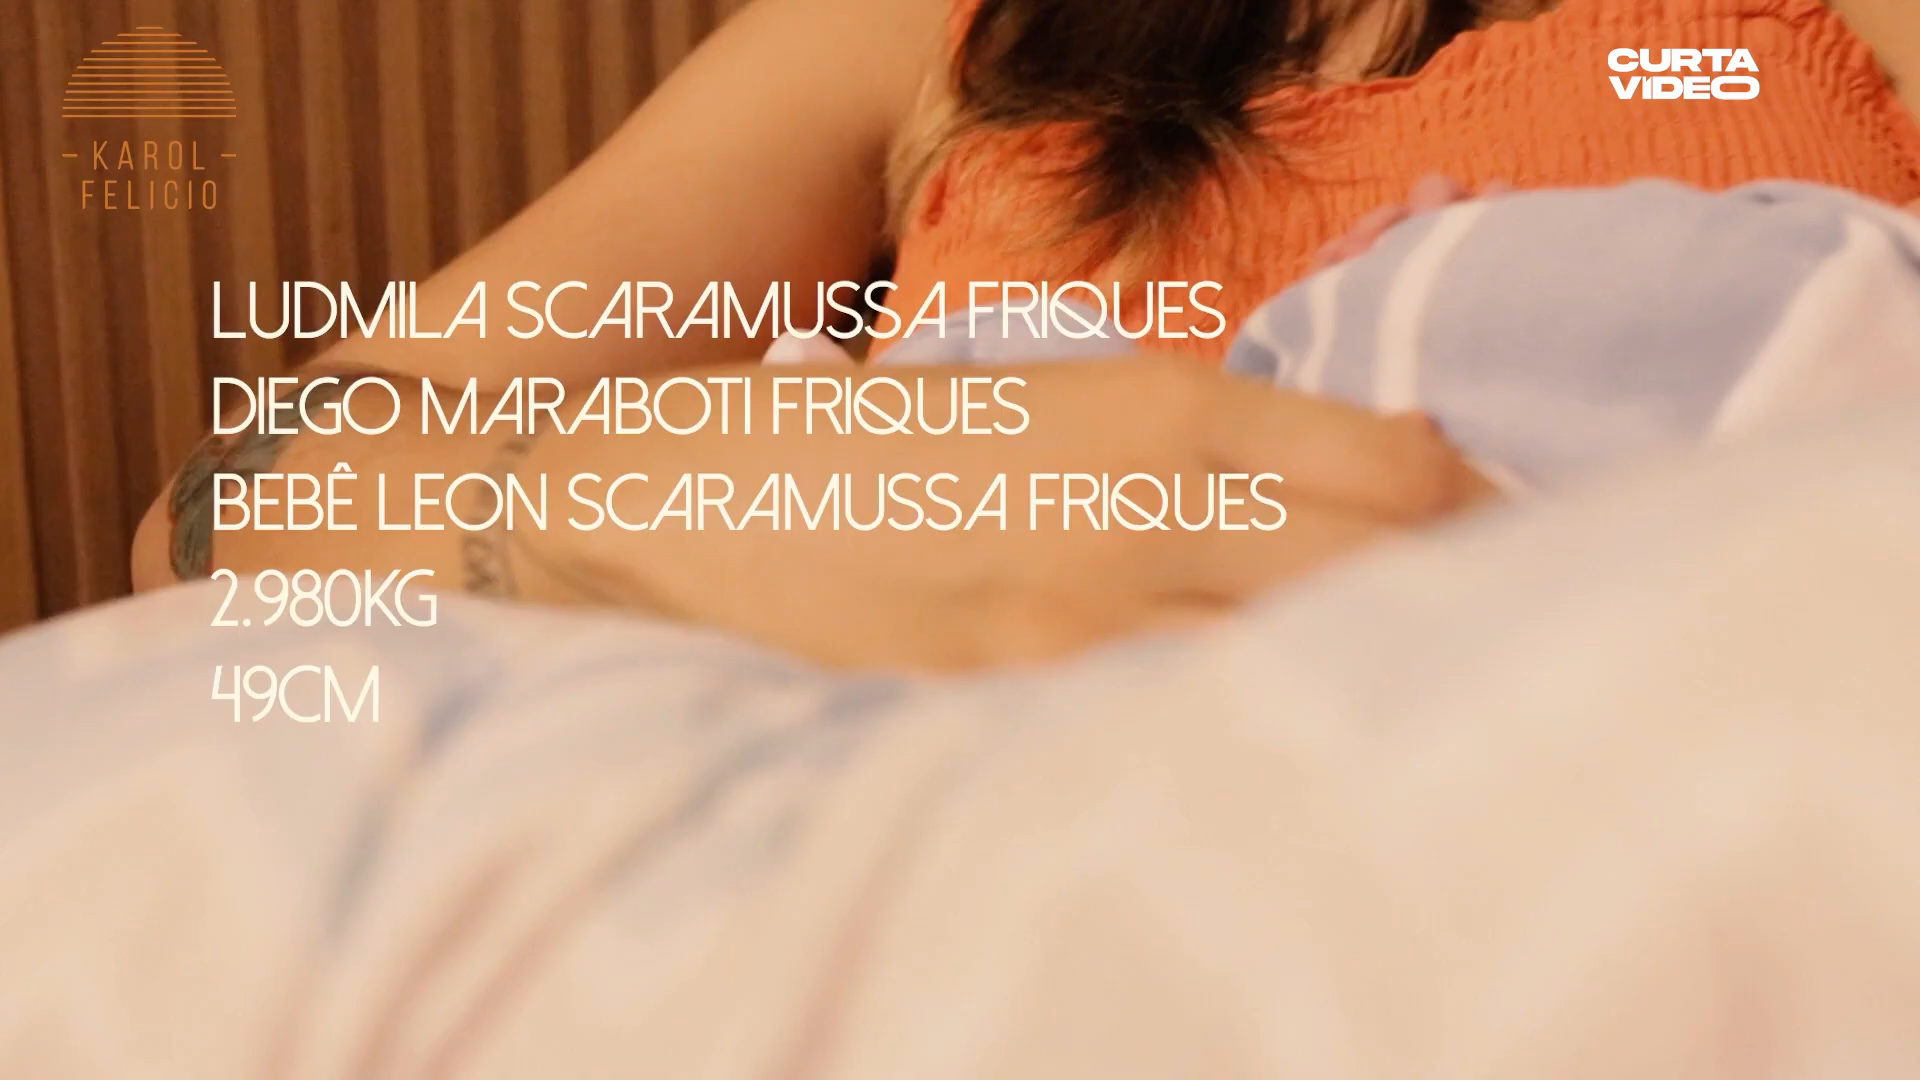 - KAROL -
FELICIO
CURTA
VIDEO
LUDMILA SCARAMUSSA FRIQUES
DIEGO MARABOTI FRIQUES
BEBÊ LEON SCARAMUSSA FRIQUES
2.980KG
49CM